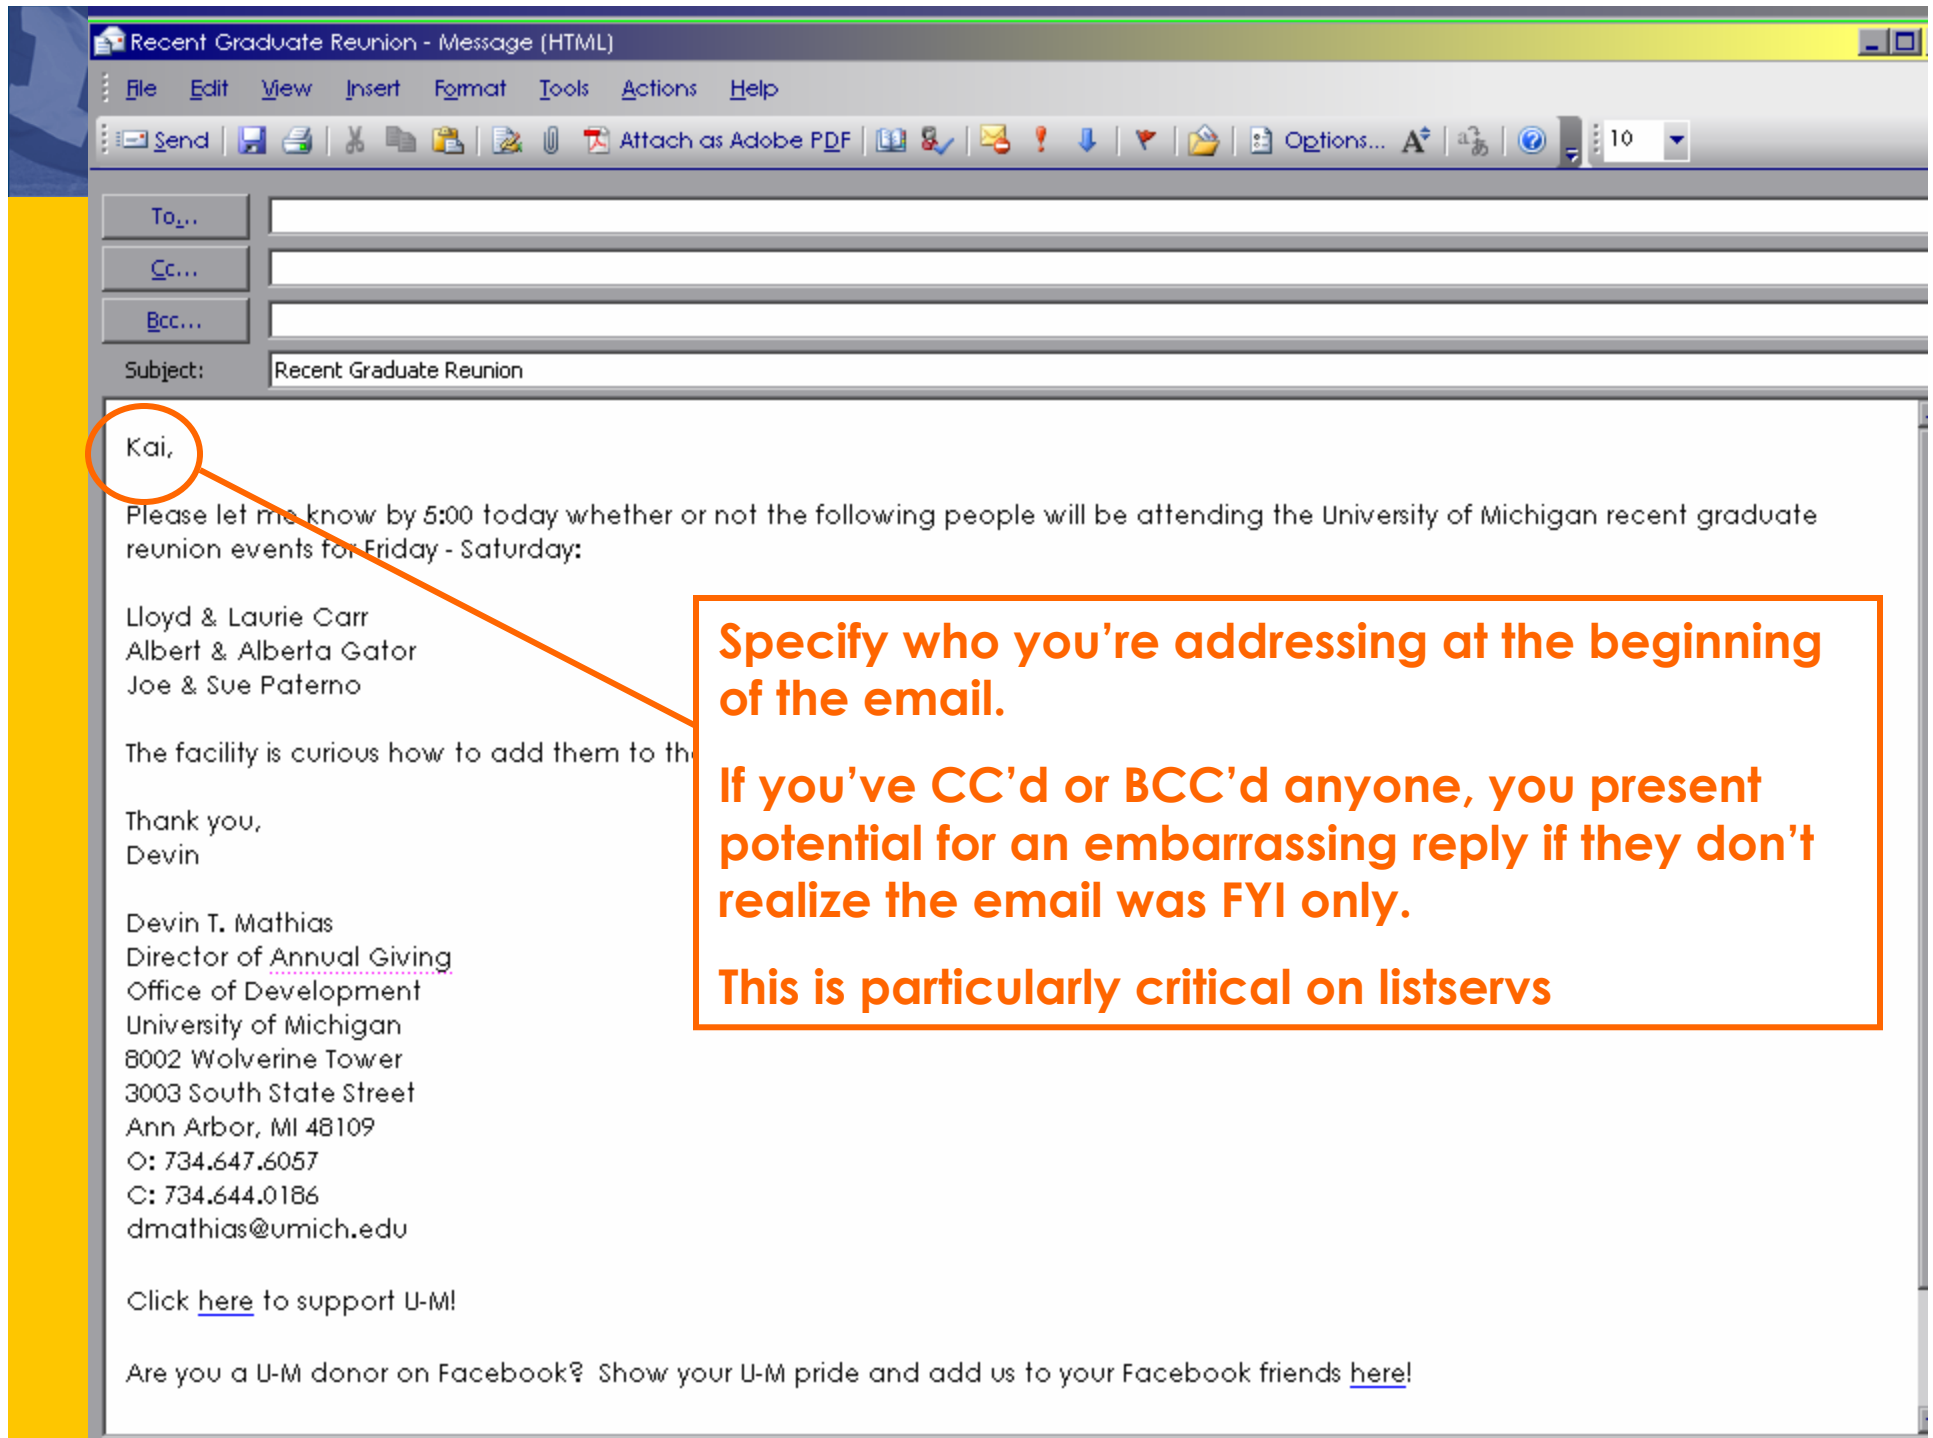 Recent Graduate Reunion - Message (HTML)
File Edit View Insert Format Tools Actions Help
Send Attach as Adobe PDF Options... 10
To...
Cc...
Bcc...
Subject: Recent Graduate Reunion
Kai,
Please let me know by 5:00 today whether or not the following people will be attending the University of Michigan recent graduate
reunion events for Friday - Saturday:
Lloyd & Laurie Carr
Albert & Alberta Gator
Joe & Sue Paterno
The facility is curious how to add them to
Thank you,
Devin
Devin T. Mathias
Director of Annual Giving
Office of Development
University of Michigan
8002 Wolverine Tower
3003 South State Street
Ann Arbor, MI 48109
O: 734.647.6057
C: 734.644.0186
dmathias@umich.edu
Click here to support U-M!
Are you a U-M donor on Facebook? Show your U-M pride and add us to your Facebook friends here!
Specify who you're addressing at the beginning
of the email.
If you've CC'd or BCC'd anyone, you present
potential for an embarrassing reply if they don't
realize the email was FYI only.
This is particularly critical on listservs